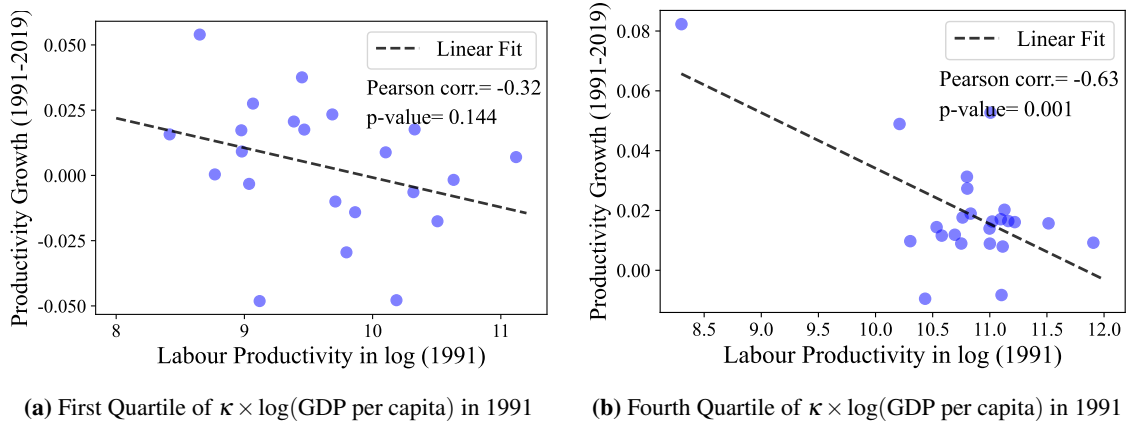 Productivity Growth (1991-2019)
0.050
0.025
0.000
-0.025
-0.050
8
9
10
11
Labour Productivity in log (1991)
Linear Fit
Pearson corr.= -0.32
p-value= 0.144
(a) First Quartile of κ × log(GDP per capita) in 1991
Productivity Growth (1991-2019)
0.08
0.06
0.04
0.02
0.00
8.5
9.0
9.5
10.0
10.5
11.0
11.5
12.0
Labour Productivity in log (1991)
Linear Fit
Pearson corr.= -0.63
p-value= 0.001
(b) Fourth Quartile of κ × log(GDP per capita) in 1991